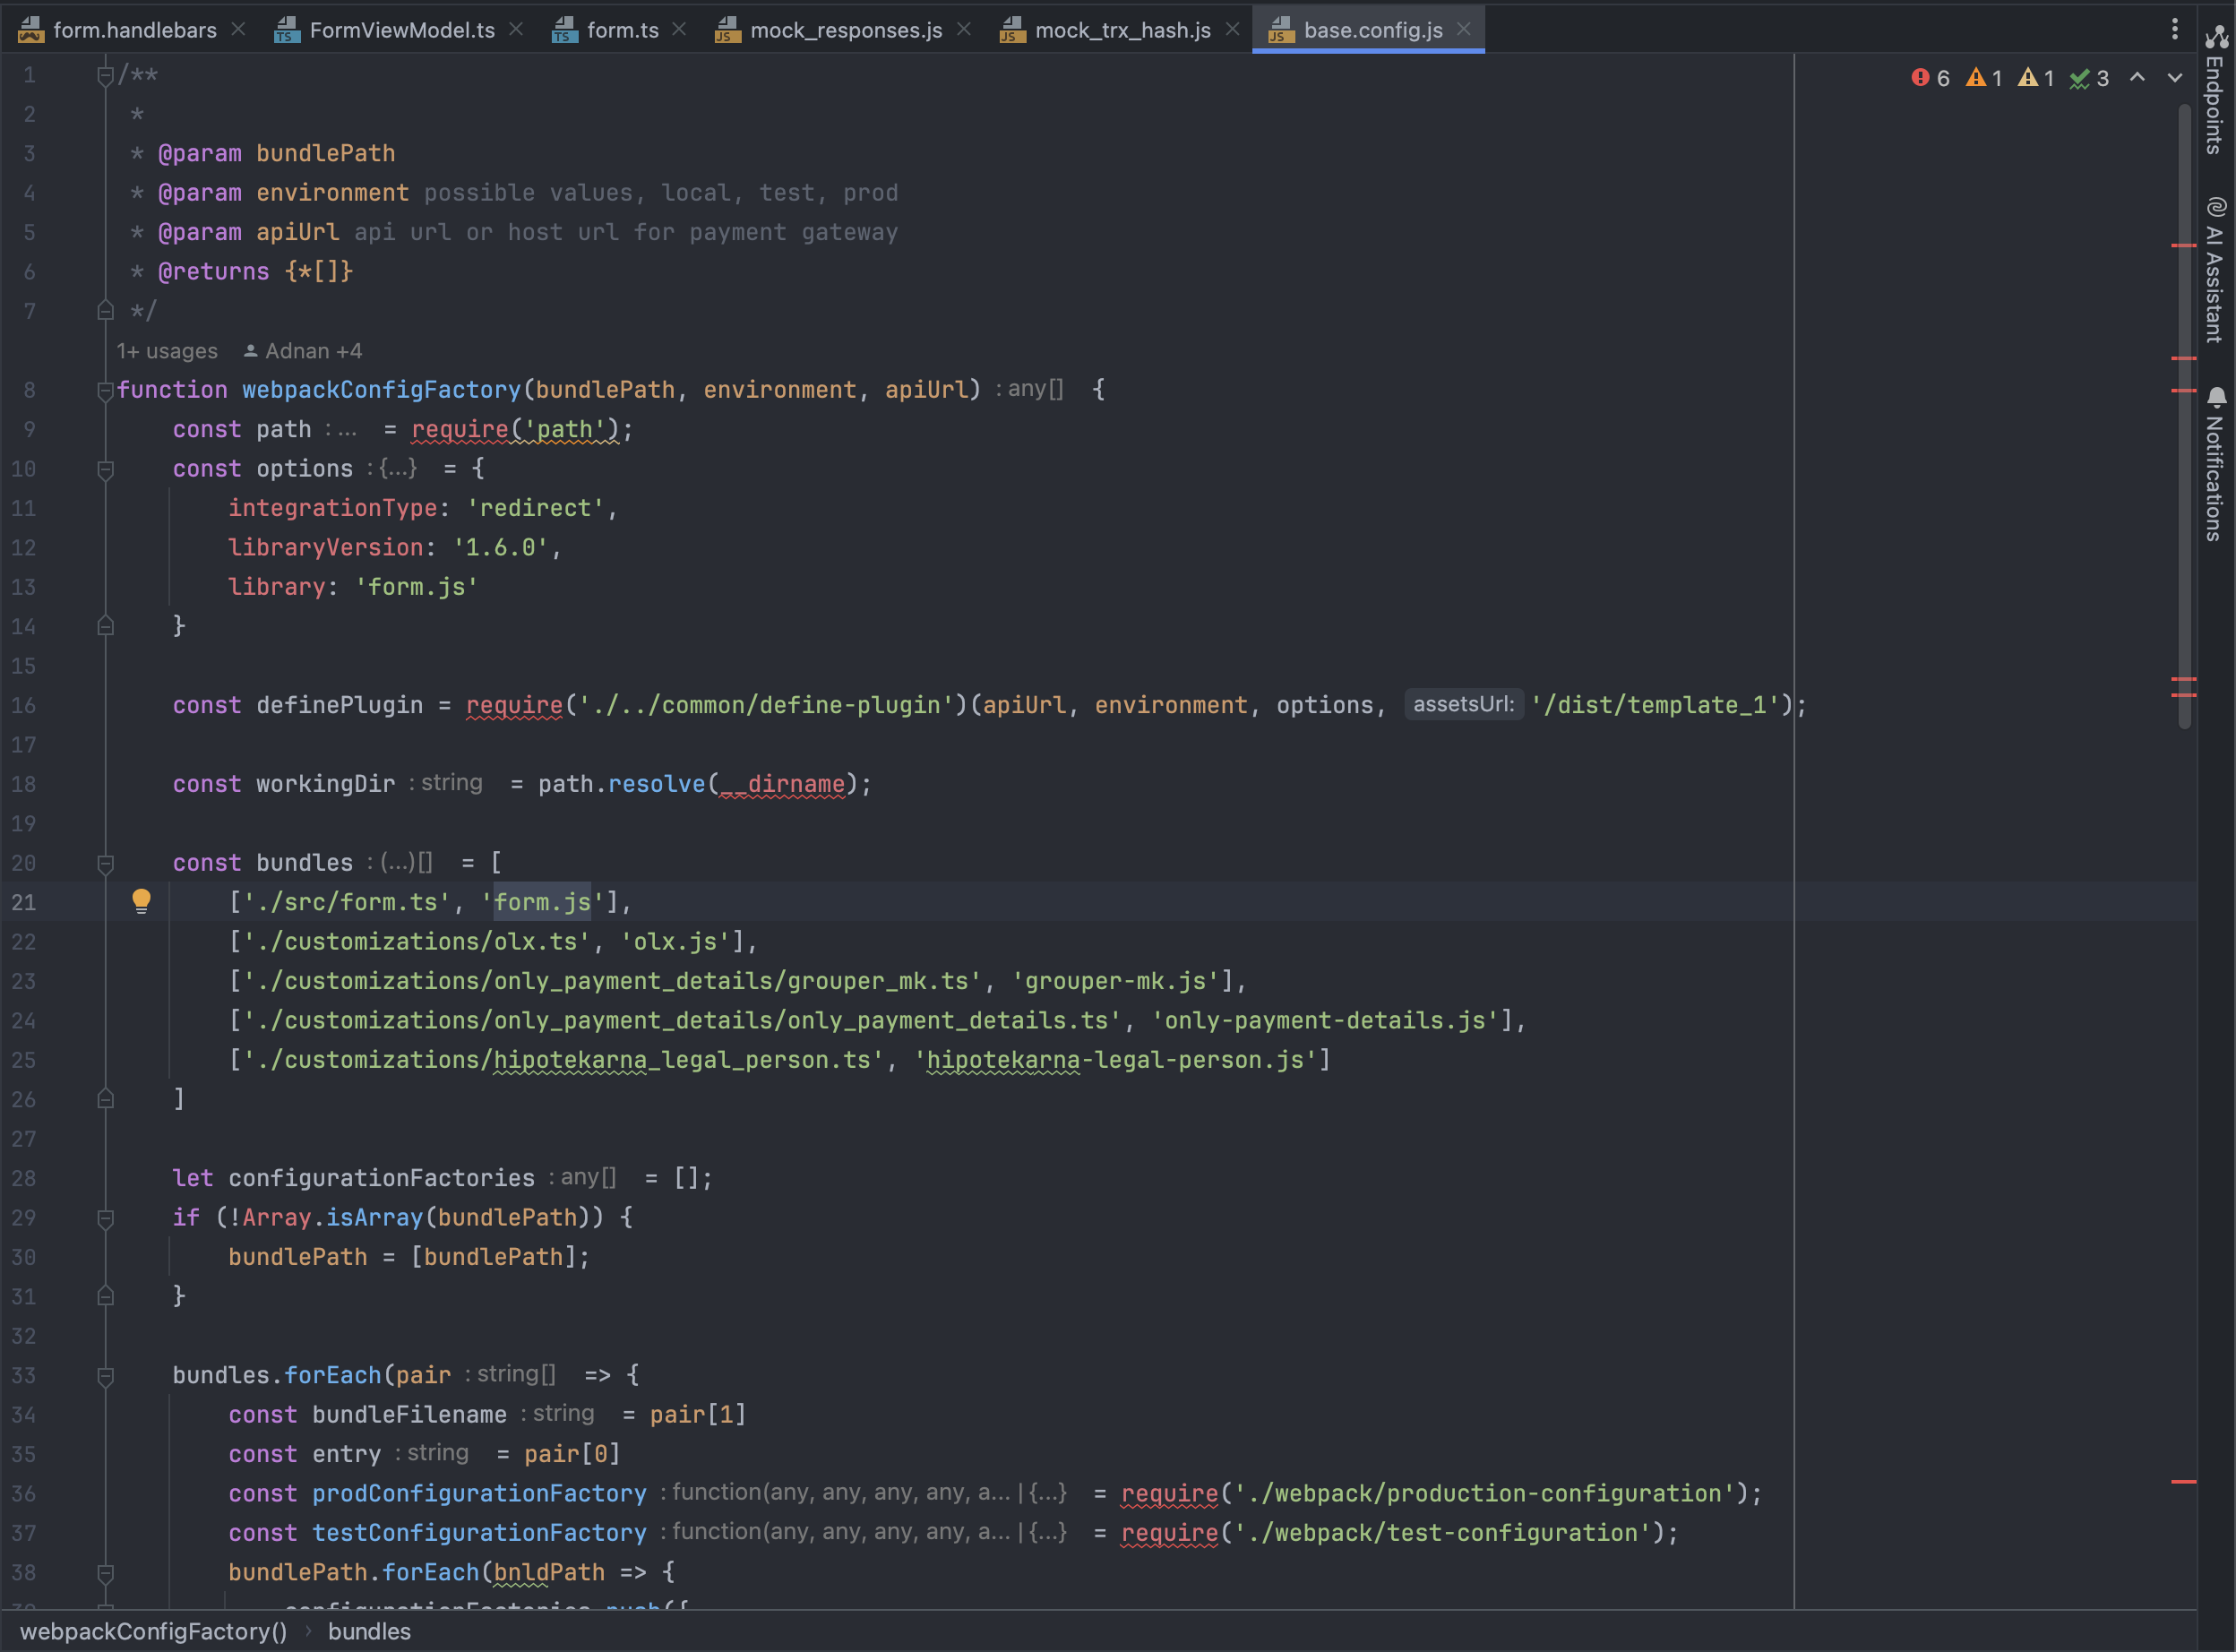 form.handlebars FormViewModel.ts form.ts mock_responses.js mock_trx_hash.js base.config.js
6 1 1 3
1 /**
2 *
3 * @param bundlePath
4 * @param environment possible values, local, test, prod
5 * @param apiUrl api url or host url for payment gateway
6 * @returns {*[]}
7 */
1+ usages Adnan +4
8 function webpackConfigFactory(bundlePath, environment, apiUrl) : any[] {
9 const path : ... = require('path');
10 const options : {...} = {
11 integrationType: 'redirect',
12 libraryVersion: '1.6.0',
13 library: 'form.js'
14 }
15
16 const definePlugin = require('./../common/define-plugin')(apiUrl, environment, options, assetsUrl: '/dist/template_1');
17
18 const workingDir : string = path.resolve(__dirname);
19
20 const bundles : (...)[] = [
21 ['./src/form.ts', 'form.js'],
22 ['./customizations/olx.ts', 'olx.js'],
23 ['./customizations/only_payment_details/grouper_mk.ts', 'grouper-mk.js'],
24 ['./customizations/only_payment_details/only_payment_details.ts', 'only-payment-details.js'],
25 ['./customizations/hipotekarna_legal_person.ts', 'hipotekarna-legal-person.js']
26 ]
27
28 let configurationFactories : any[] = [];
29 if (!Array.isArray(bundlePath)) {
30 bundlePath = [bundlePath];
31 }
32
33 bundles.forEach(pair : string[] => {
34 const bundleFilename : string = pair[1]
35 const entry : string = pair[0]
36 const prodConfigurationFactory : function(any, any, any, any, a... | {...} = require('./webpack/production-configuration');
37 const testConfigurationFactory : function(any, any, any, any, a... | {...} = require('./webpack/test-configuration');
38 bundlePath.forEach(bnldPath => {
39 configurationFactories.push({
webpackConfigFactory() › bundles
Endpoints
AI Assistant
Notifications